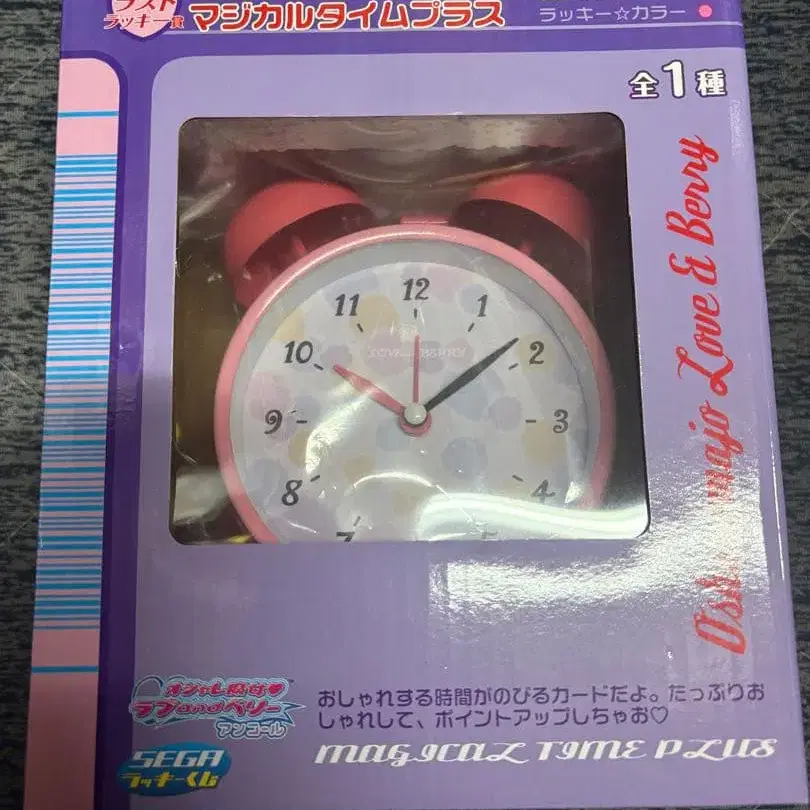 ラスト
ラッキー賞
マジカルタイムプラス
ラッキー☆カラー
全1種
12
11
1
10
2
9
3
8
4
7
Love & Berry
オシャレ魔女♥
ラブandベリー
アンコール
SEGA
ラッキーくじ
おしゃれする時間がのびるカードだよ。たっぷりお
しゃれして、ポイントアップしちゃお♡
MAGICAL TIME PLUS